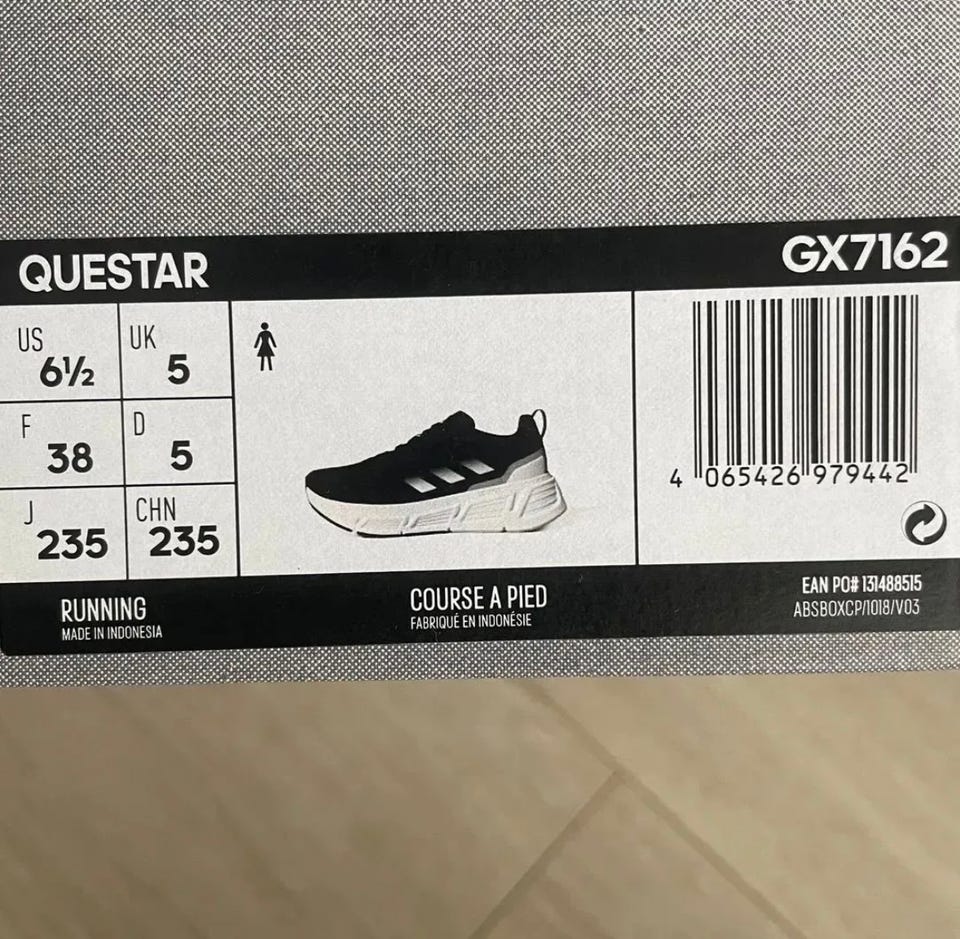 QUESTAR
GX7162
US 6½
UK 5
F 38
D 5
J 235
CHN 235
4 065426 979442
RUNNING
MADE IN INDONESIA
COURSE A PIED
FABRIQUÉ EN INDONÉSIE
EAN PO# 131488515
ABSBOXCP/1018/V03